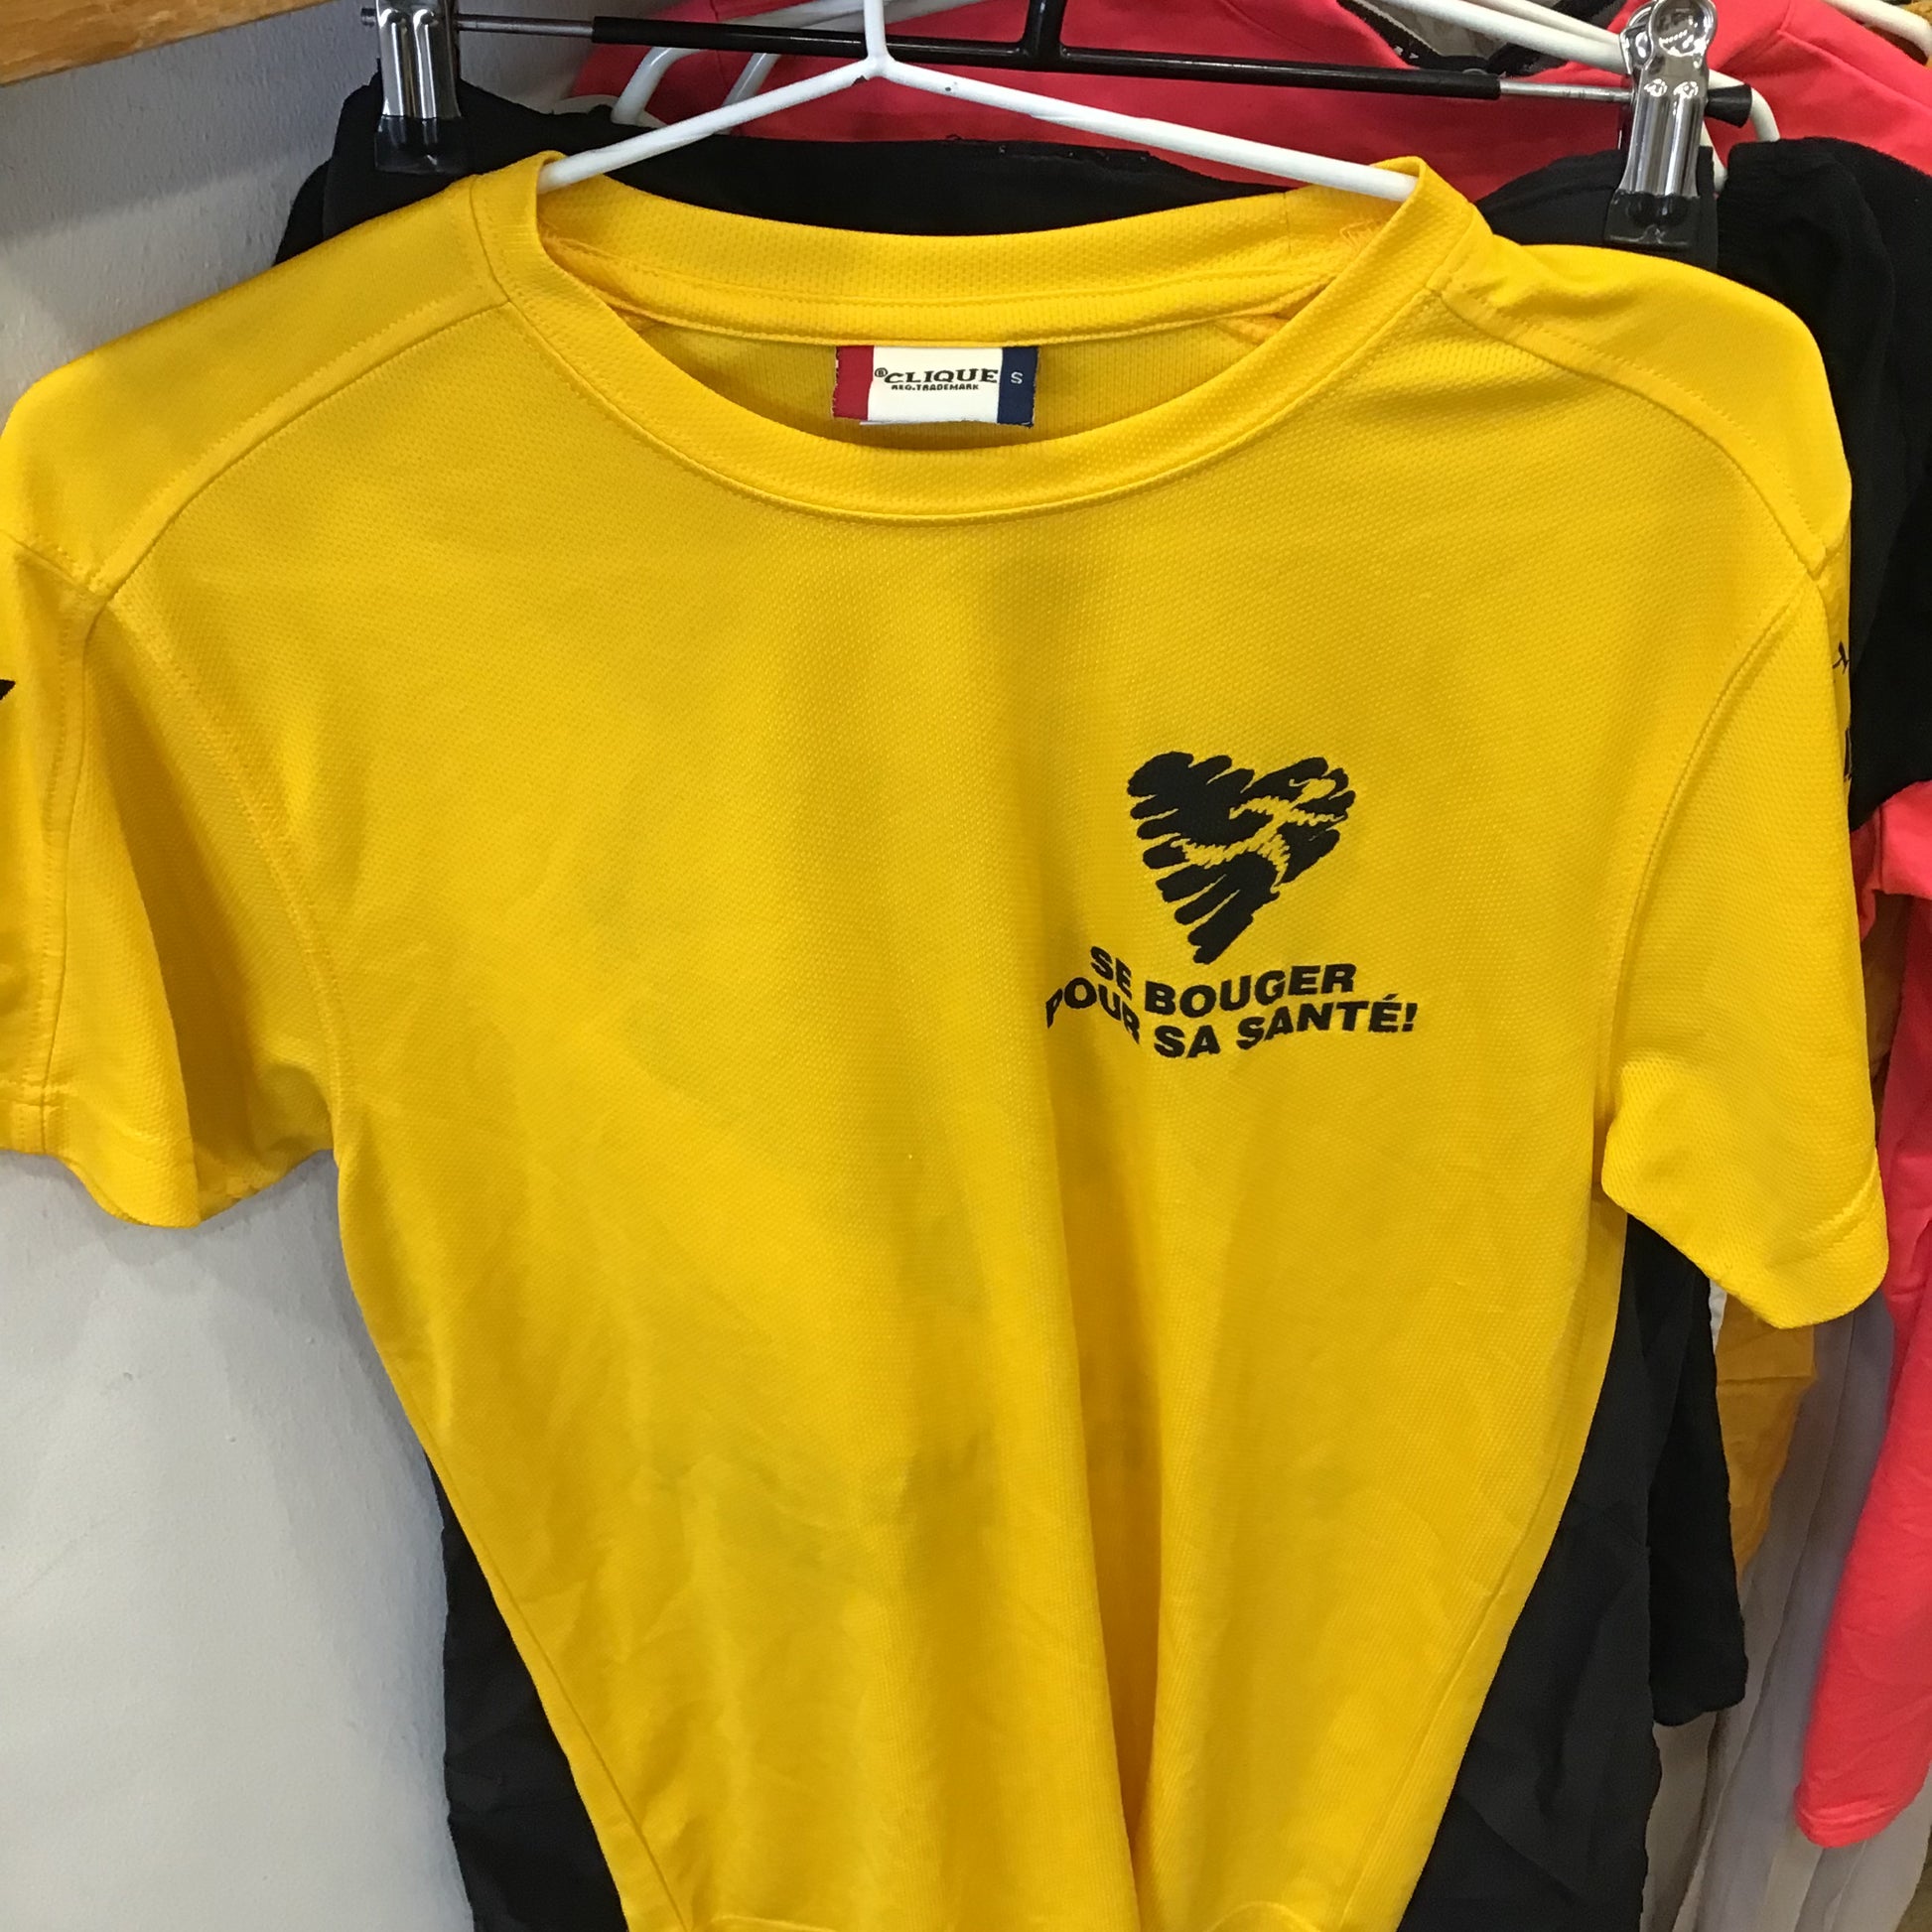 ®CLIQUE S
REG.TRADEMARK
SE BOUGER
POUR SA SANTÉ!